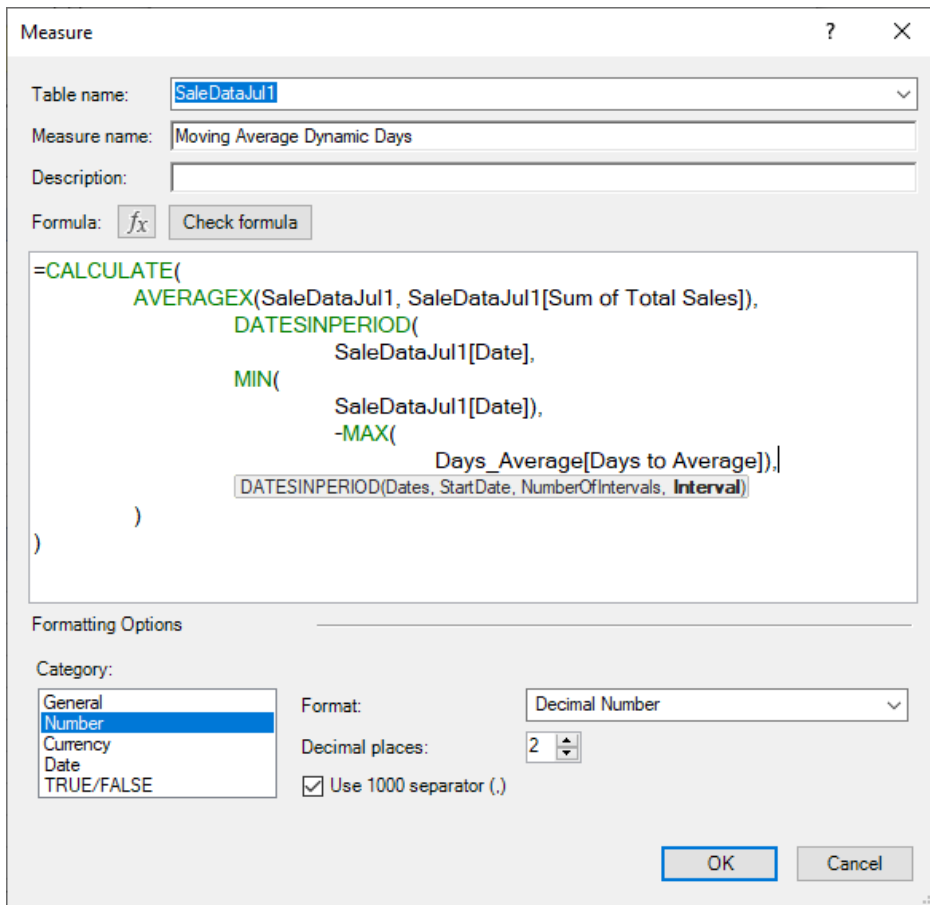 Measure ? ×
Table name: SaleDataJul1
Measure name: Moving Average Dynamic Days
Description:
Formula: fx Check formula
=CALCULATE(
AVERAGEX(SaleDataJul1, SaleDataJul1[Sum of Total Sales]),
DATESINPERIOD(
SaleDataJul1[Date],
MIN(
SaleDataJul1[Date]),
-MAX(
Days_Average[Days to Average]),
DATESINPERIOD(Dates, StartDate, NumberOfIntervals, Interval)
)
)
Formatting Options
Category:
General
Number
Currency
Date
TRUE/FALSE
Format: Decimal Number
Decimal places: 2
Use 1000 separator (,)
OK Cancel